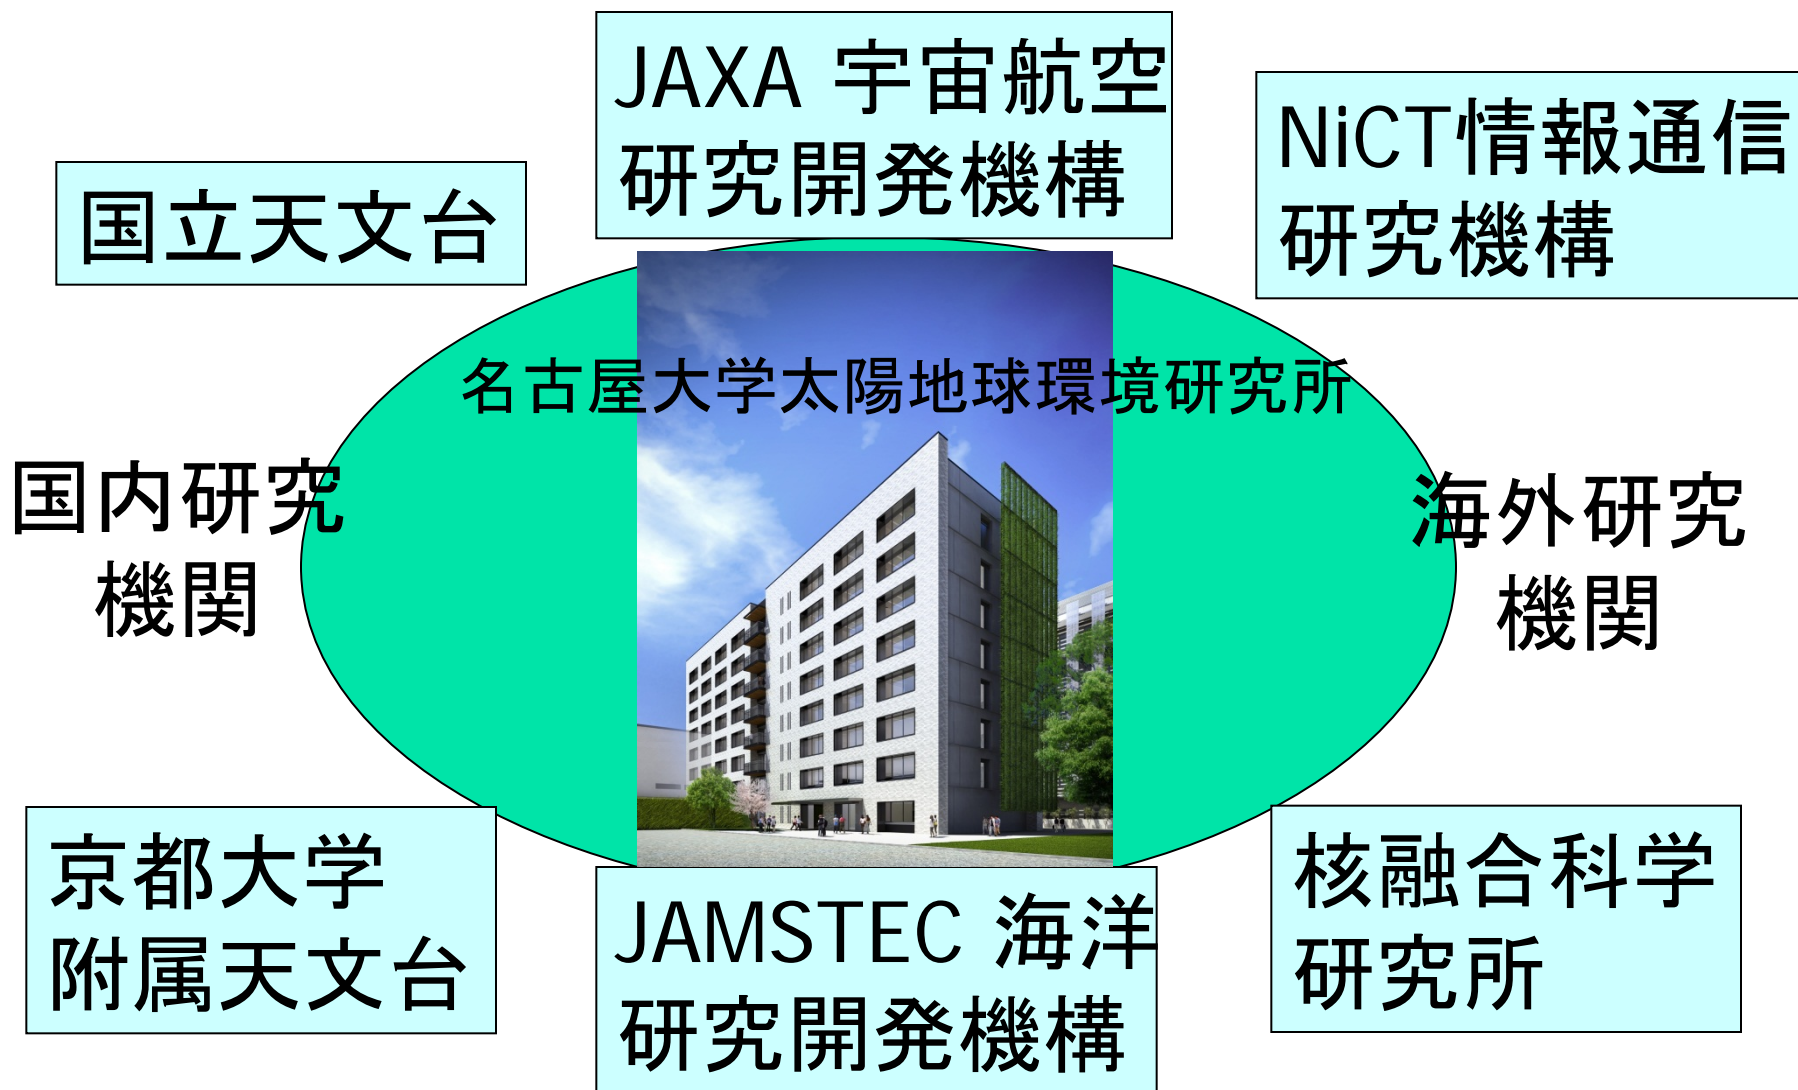 JAXA 宇宙航空
研究開発機構
NiCT情報通信
研究機構
国立天文台
名古屋大学太陽地球環境研究所
国内研究
機関
海外研究
機関
京都大学
附属天文台
JAMSTEC 海洋
研究開発機構
核融合科学
研究所